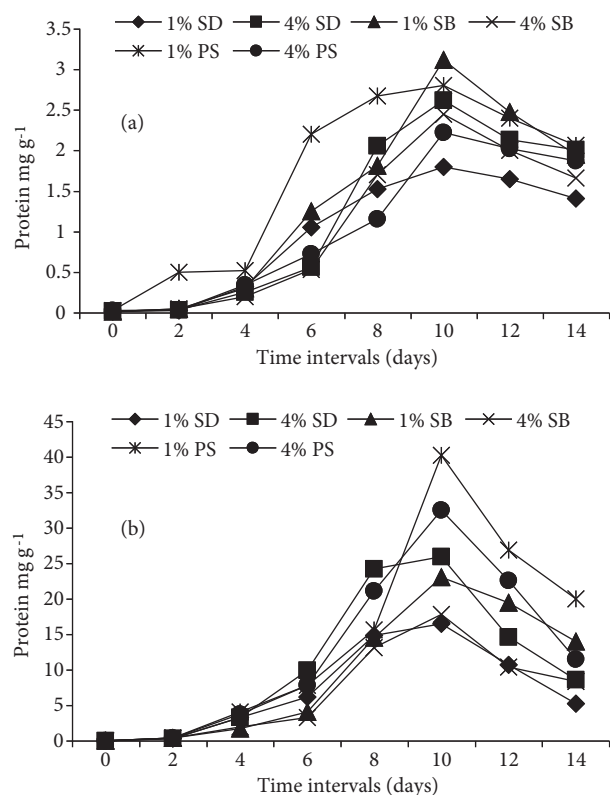 1% SD 4% SD 1% SB 4% SB
1% PS 4% PS
3.5
3
2.5
2
1.5
1
0.5
0
Protein mg g⁻¹
(a)
0 2 4 6 8 10 12 14
Time intervals (days)
1% SD 4% SD 1% SB 4% SB
1% PS 4% PS
45
40
35
30
25
20
15
10
5
0
Protein mg g⁻¹
(b)
0 2 4 6 8 10 12 14
Time intervals (days)